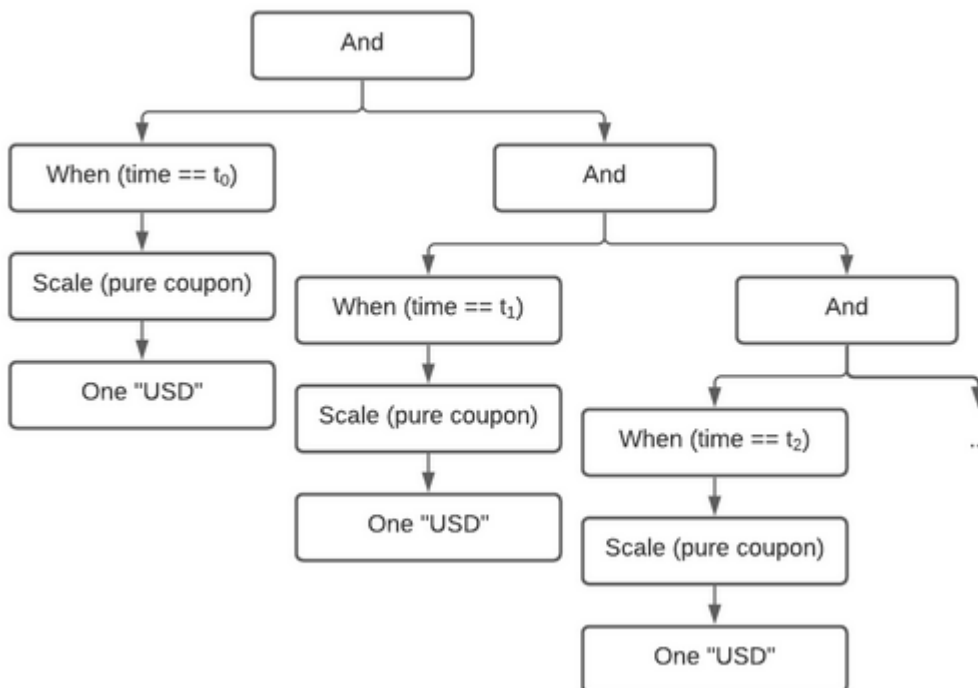 And
When (time == t₀)
And
Scale (pure coupon)
When (time == t₁)
And
One "USD"
Scale (pure coupon)
When (time == t₂)
..
One "USD"
Scale (pure coupon)
One "USD"